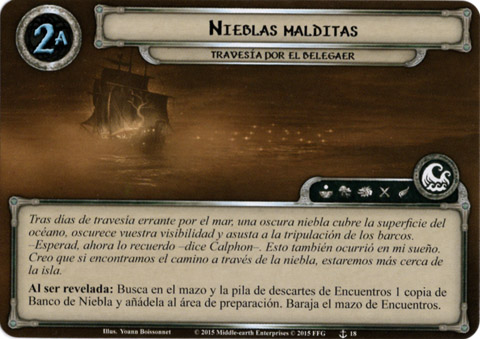 2A
Nieblas malditas
Travesía por el Belegaer
Tras días de travesía errante por el mar, una oscura niebla cubre la superficie del
océano, oscurece vuestra visibilidad y asusta a la tripulación de los barcos.
–Esperad, ahora lo recuerdo –dice Calphon–. Esto también ocurrió en mi sueño.
Creo que si encontramos el camino a través de la niebla, estaremos más cerca de
la isla.
Al ser revelada: Busca en el mazo y la pila de descartes de Encuentros 1 copia de
Banco de Niebla y añádela al área de preparación. Baraja el mazo de Encuentros.
Illus. Yoann Boissonnet © 2015 Middle-earth Enterprises © 2015 FFG 18